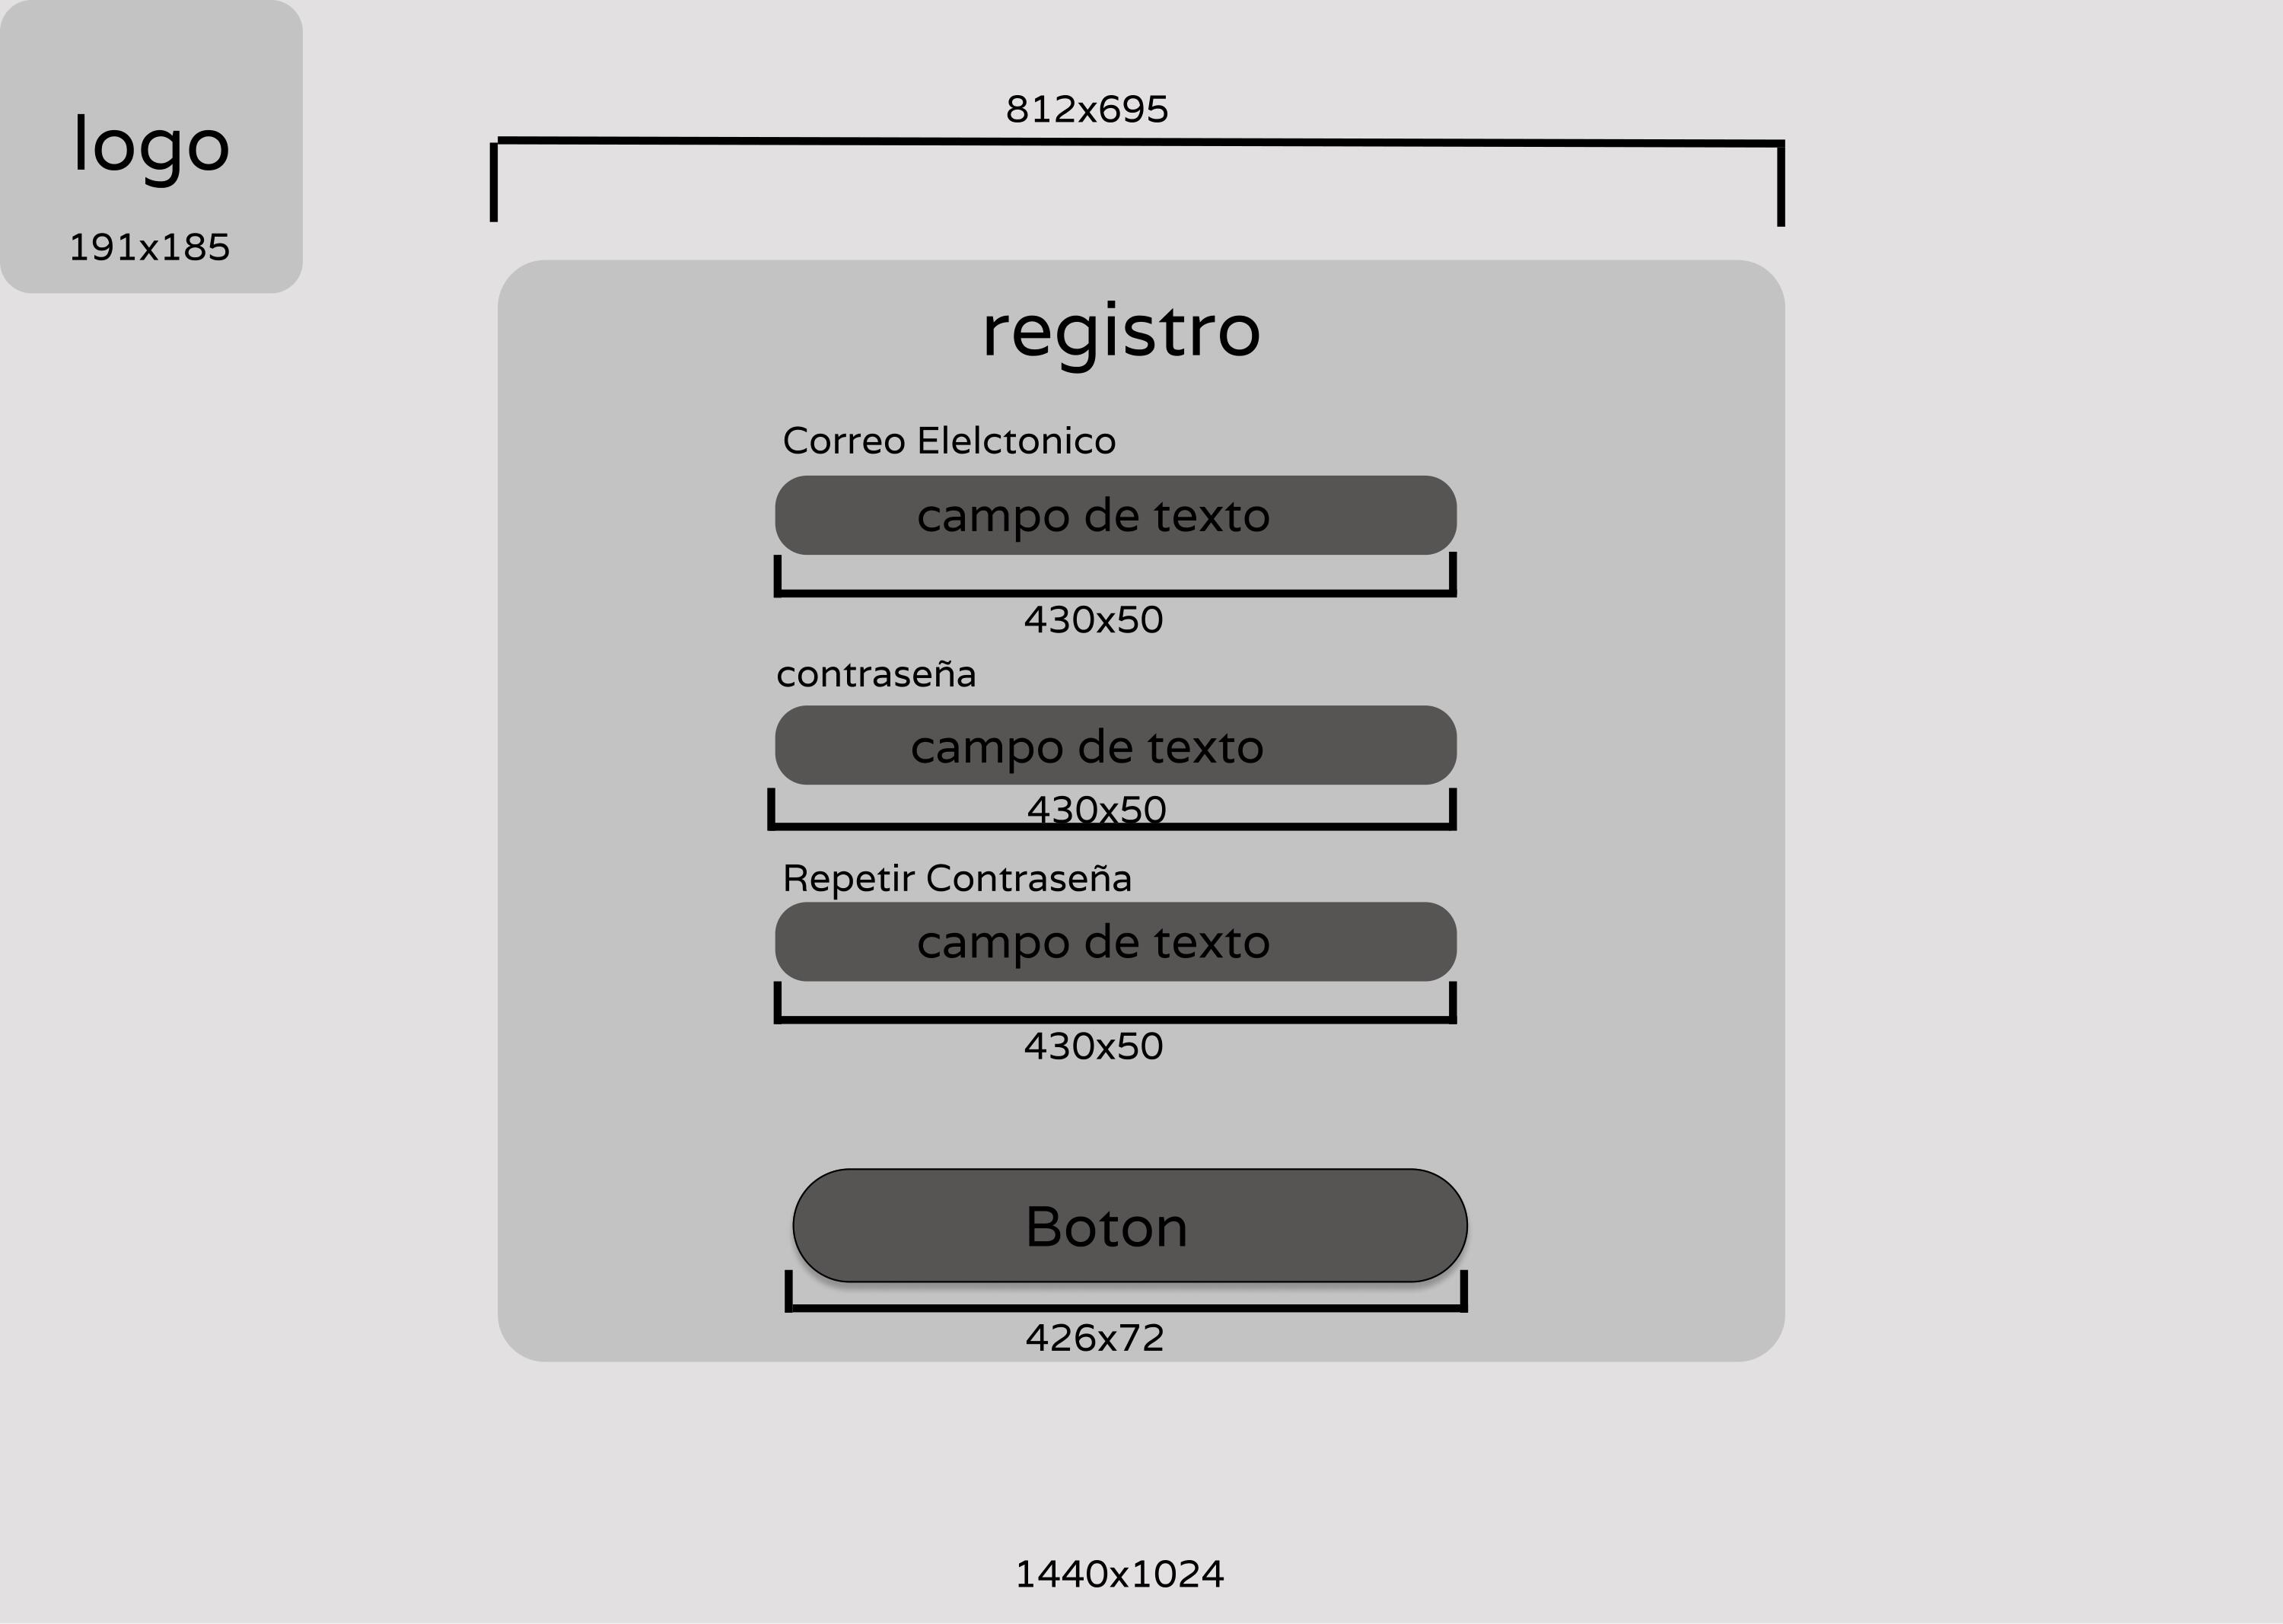 812x695
logo
191x185
registro
Correo Elelctonico
campo de texto
430x50
contraseña
campo de texto
430x50
Repetir Contraseña
campo de texto
430x50
Boton
426x72
1440x1024